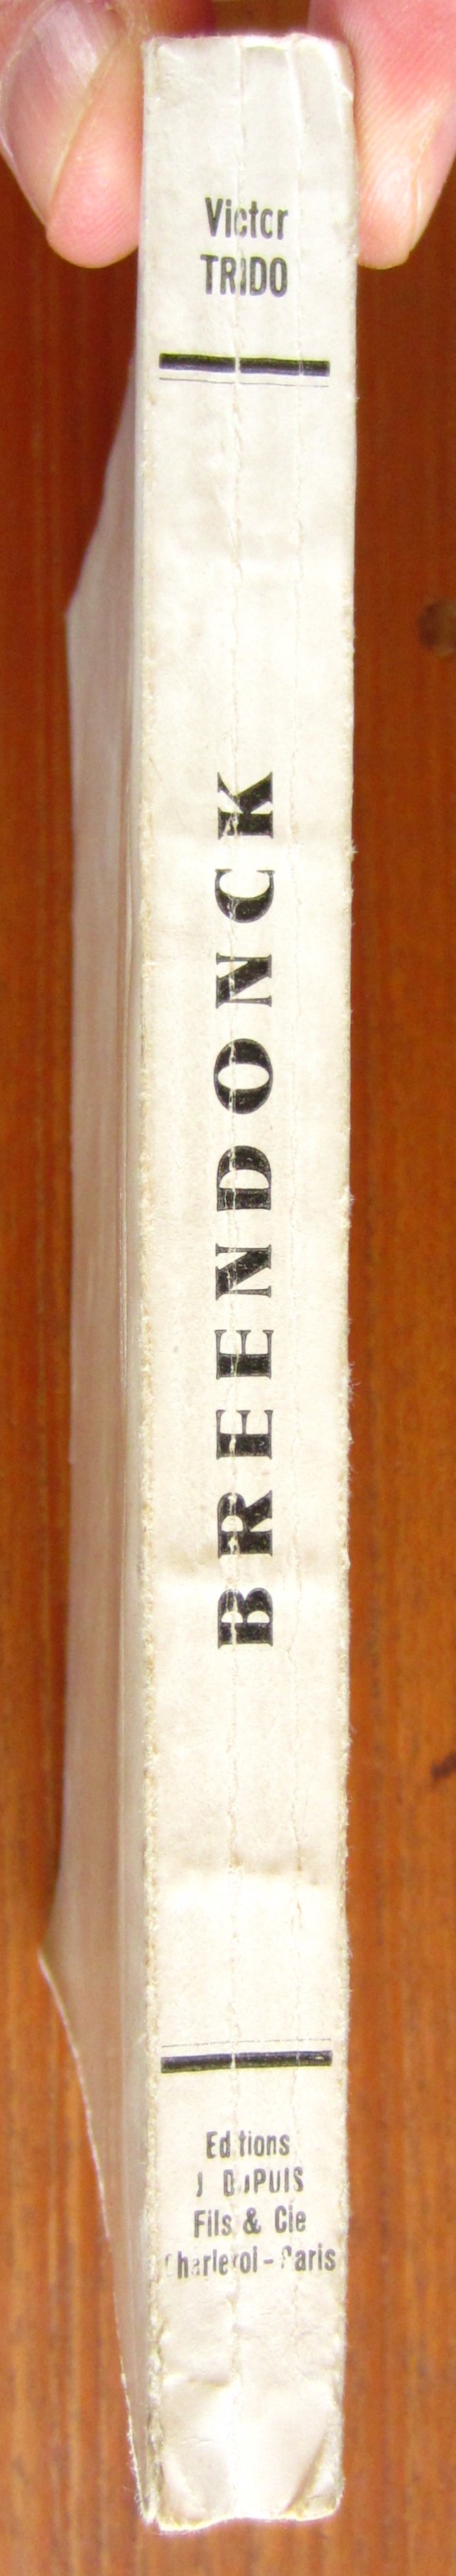 Victor
TRIDO
BREENDONCK
Editions
J DUPUIS
Fils & Cie
Charleroi - Paris